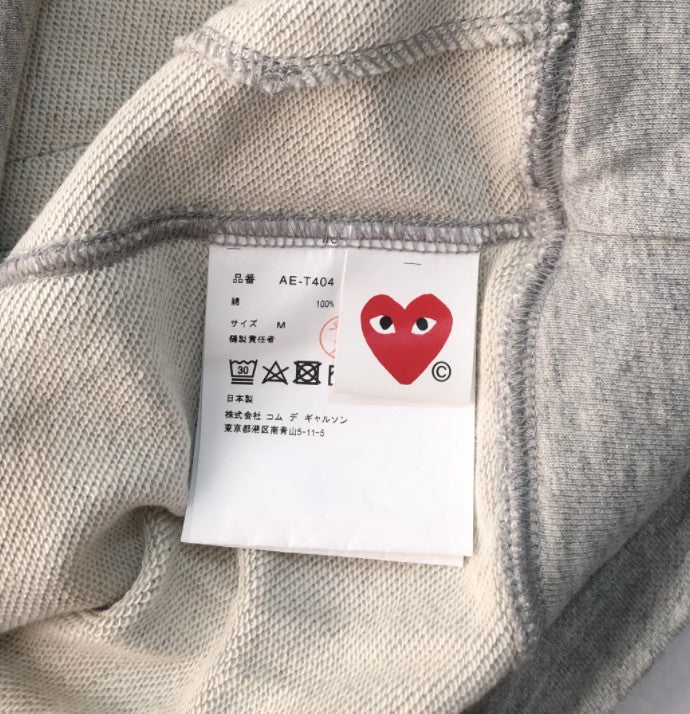 品番 AE-T404
綿 100%
サイズ M
縫製責任者
30
©
日本製
株式会社 コム デ ギャルソン
東京都港区南青山5-11-5